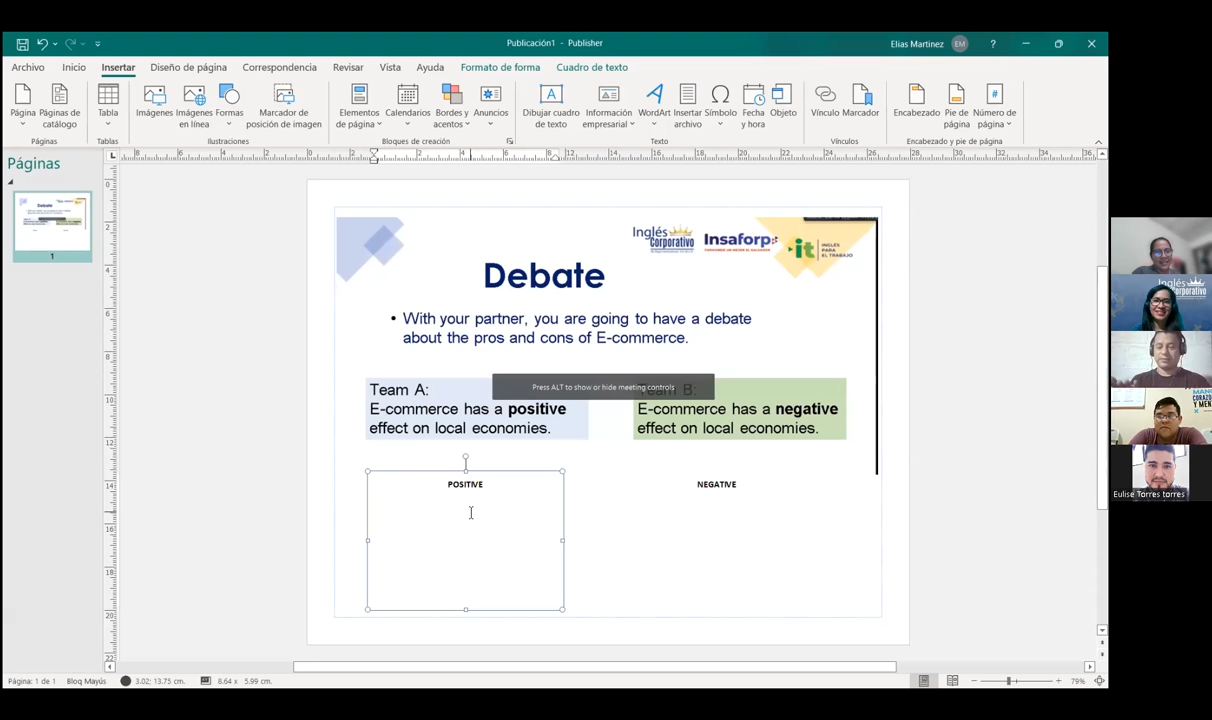 Publicación1 - Publisher
Elias Martinez
EM
?
Archivo
Inicio
Insertar
Diseño de página
Correspondencia
Revisar
Vista
Ayuda
Formato de forma
Cuadro de texto
Página
Páginas de catálogo
Tabla
Imágenes
Imágenes en línea
Formas
Marcador de posición de imagen
Elementos de página
Calendarios
Bordes y acentos
Anuncios
Dibujar cuadro de texto
Información empresarial
WordArt
Insertar archivo
Símbolo
Fecha y hora
Objeto
Vínculo
Marcador
Encabezado
Pie de página
Número de página
Páginas
Tablas
Ilustraciones
Bloques de creación
Texto
Vínculos
Encabezado y pie de página
Páginas
1
Inglés
Corporativo
Insaforp
it
INGLÉS
PARA
EL TRABAJO
Debate
• With your partner, you are going to have a debate
about the pros and cons of E-commerce.
Press ALT to show or hide meeting controls
Team A:
E-commerce has a positive
effect on local economies.
Team B:
E-commerce has a negative
effect on local economies.
POSITIVE
NEGATIVE
Eulise Torres torres
Página: 1 de 1
Bloq Mayús
3.02; 13.75 cm.
8.64 x 5.99 cm.
79%